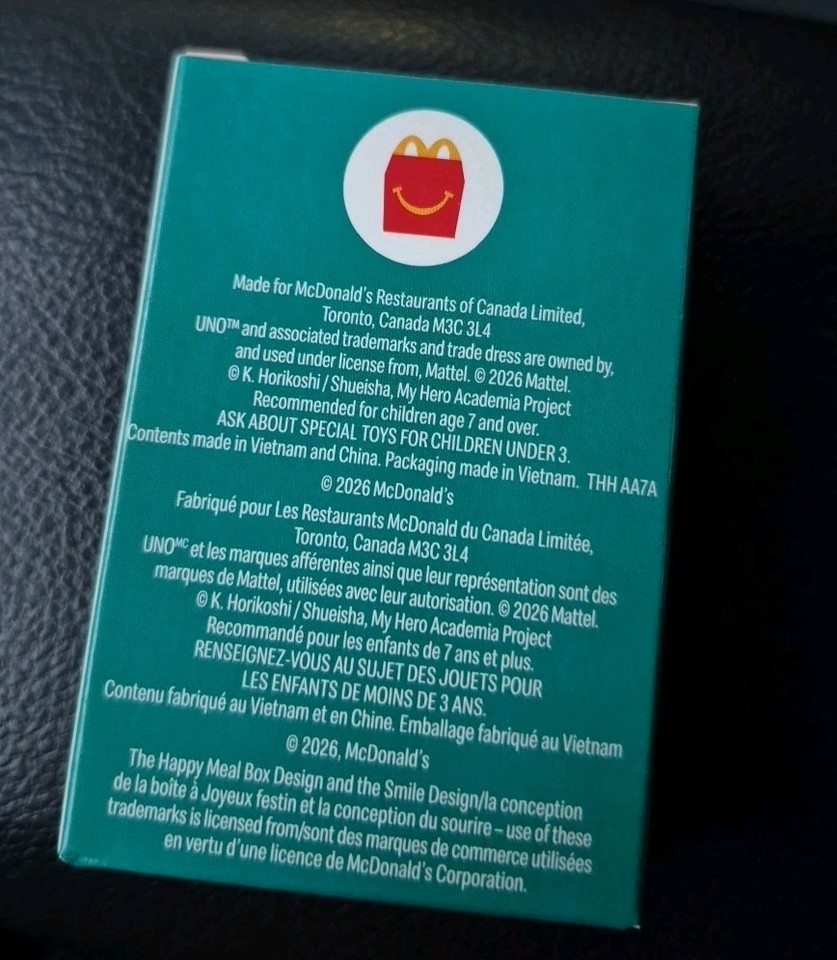 Made for McDonald's Restaurants of Canada Limited,
Toronto, Canada M3C 3L4
UNO™ and associated trademarks and trade dress are owned by,
and used under license from, Mattel. © 2026 Mattel.
© K. Horikoshi / Shueisha, My Hero Academia Project
Recommended for children age 7 and over.
ASK ABOUT SPECIAL TOYS FOR CHILDREN UNDER 3.
Contents made in Vietnam and China. Packaging made in Vietnam. THH AA7A
© 2026 McDonald's
Fabriqué pour Les Restaurants McDonald du Canada Limitée,
Toronto, Canada M3C 3L4
UNOᴹᶜ et les marques afférentes ainsi que leur représentation sont des
marques de Mattel, utilisées avec leur autorisation. © 2026 Mattel.
© K. Horikoshi / Shueisha, My Hero Academia Project
Recommandé pour les enfants de 7 ans et plus.
RENSEIGNEZ-VOUS AU SUJET DES JOUETS POUR
LES ENFANTS DE MOINS DE 3 ANS.
Contenu fabriqué au Vietnam et en Chine. Emballage fabriqué au Vietnam
© 2026, McDonald's
The Happy Meal Box Design and the Smile Design/la conception
de la boîte à Joyeux festin et la conception du sourire – use of these
trademarks is licensed from/sont des marques de commerce utilisées
en vertu d'une licence de McDonald's Corporation.